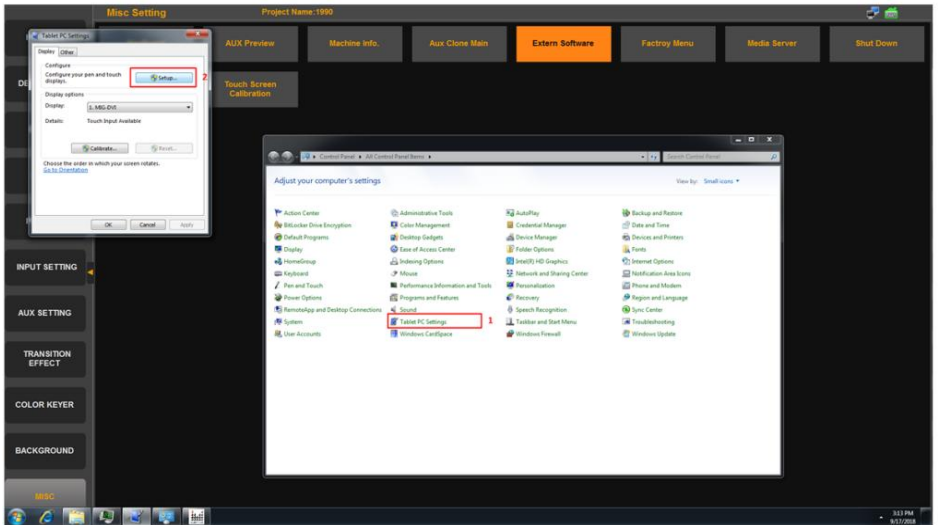 Misc Setting
Project Name:1990
Tablet PC Settings
Display Other
Configure
Configure your pen and touch
displays.
Setup...
2
Display options
Display:
1. MIG-DVI
Details:
Touch Input Available
Calibrate...
Reset...
Choose the order in which your screen rotates.
Go to Orientation
OK
Cancel
Apply
AUX Preview
Machine Info.
Aux Clone Main
Extern Software
Factroy Menu
Media Server
Shut Down
Touch Screen
Calibration
Control Panel
All Control Panel Items
Search Control Panel
Adjust your computer's settings
View by: Small icons
Action Center
Administrative Tools
AutoPlay
Backup and Restore
BitLocker Drive Encryption
Color Management
Credential Manager
Date and Time
Default Programs
Desktop Gadgets
Device Manager
Devices and Printers
Display
Ease of Access Center
Folder Options
Fonts
HomeGroup
Indexing Options
Intel(R) HD Graphics
Internet Options
Keyboard
Mouse
Network and Sharing Center
Notification Area Icons
Pen and Touch
Performance Information and Tools
Personalization
Phone and Modem
Power Options
Programs and Features
Recovery
Region and Language
RemoteApp and Desktop Connections
Sound
Speech Recognition
Sync Center
System
Tablet PC Settings
1
Taskbar and Start Menu
Troubleshooting
User Accounts
Windows CardSpace
Windows Firewall
Windows Update
INPUT SETTING
AUX SETTING
TRANSITION
EFFECT
COLOR KEYER
BACKGROUND
MISC
3:13 PM
9/17/2018